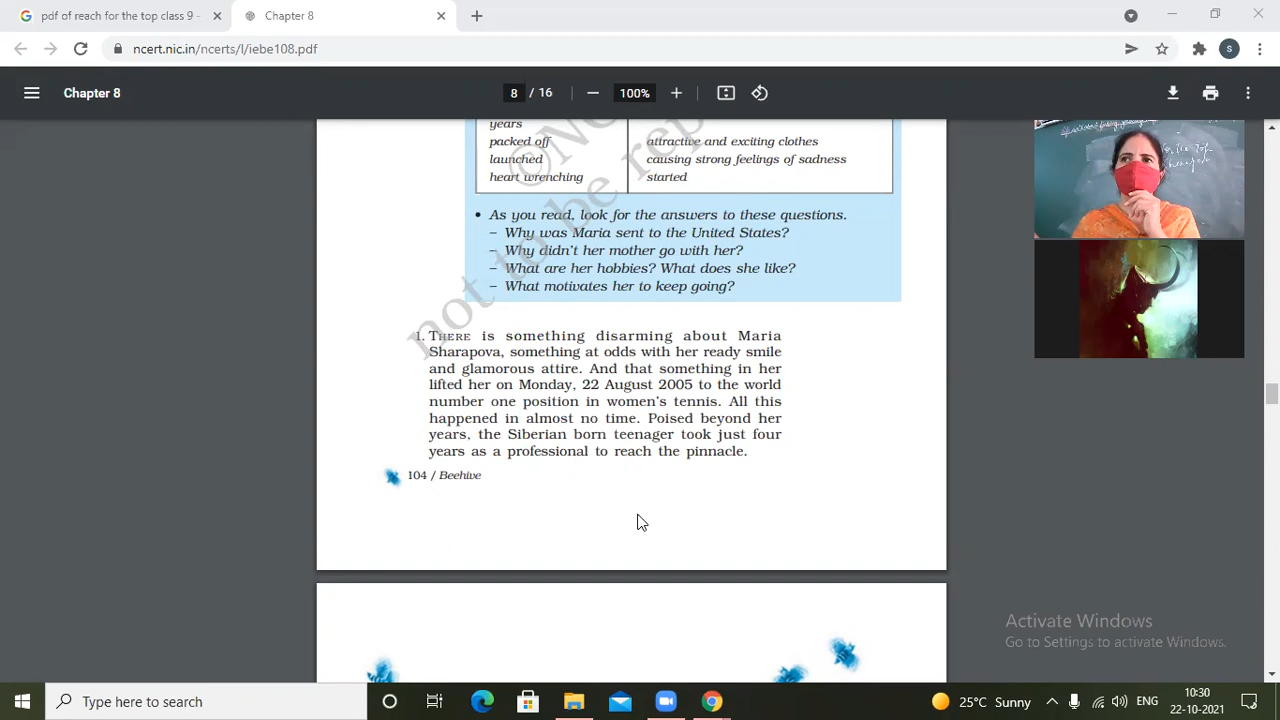 pdf of reach for the top class 9 -
Chapter 8
ncert.nic.in/ncerts/l/iebe108.pdf
S
Chapter 8
8 / 16
100%
years
packed off
attractive and exciting clothes
launched
causing strong feelings of sadness
heart wrenching
started
• As you read, look for the answers to these questions.
– Why was Maria sent to the United States?
– Why didn't her mother go with her?
– What are her hobbies? What does she like?
– What motivates her to keep going?
not to be rep
1. THERE is something disarming about Maria
Sharapova, something at odds with her ready smile
and glamorous attire. And that something in her
lifted her on Monday, 22 August 2005 to the world
number one position in women's tennis. All this
happened in almost no time. Poised beyond her
years, the Siberian born teenager took just four
years as a professional to reach the pinnacle.
104 / Beehive
Activate Windows
Go to Settings to activate Windows.
Type here to search
25°C Sunny
ENG
10:30
22-10-2021